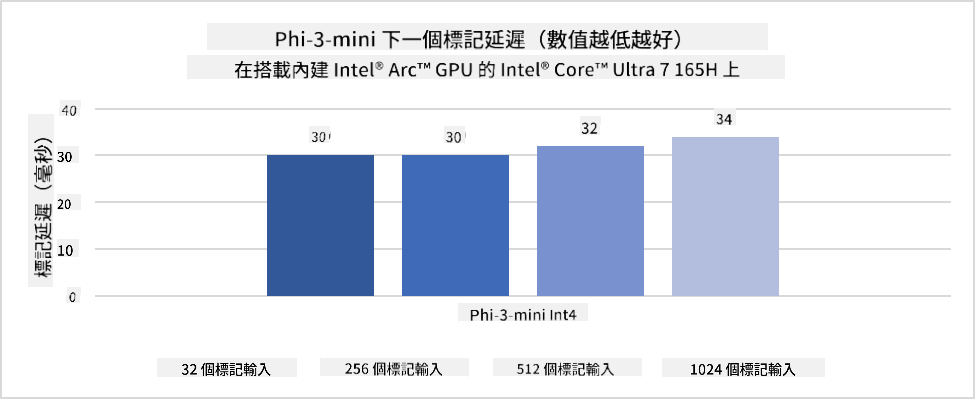 Phi-3-mini 下一個標記延遲（數值越低越好）
在搭載內建 Intel® Arc™ GPU 的 Intel® Core™ Ultra 7 165H 上
標記延遲（毫秒）
40
30
20
10
0
30
30
32
34
Phi-3-mini Int4
32 個標記輸入
256 個標記輸入
512 個標記輸入
1024 個標記輸入